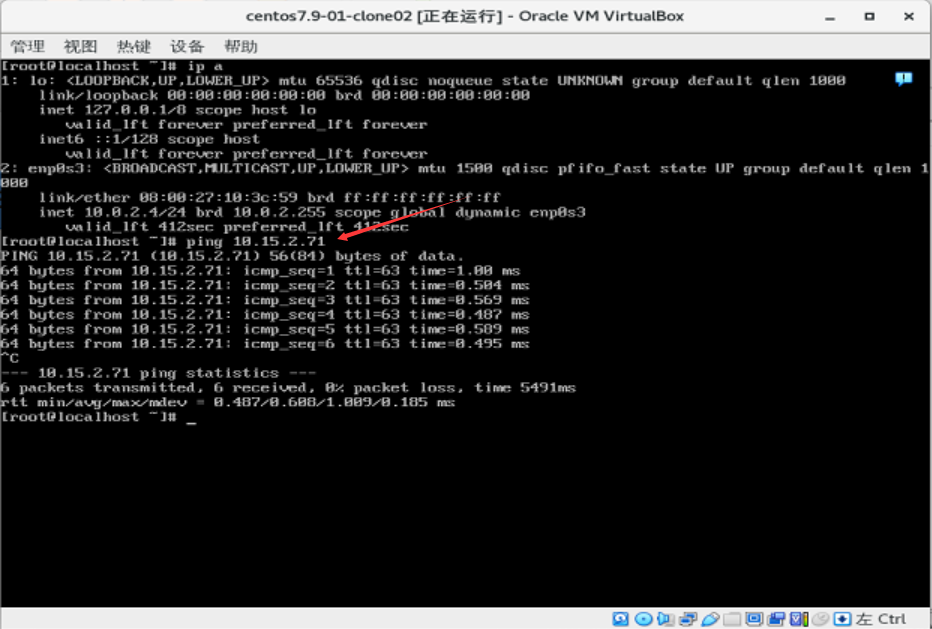 centos7.9-01-clone02 [正在运行] - Oracle VM VirtualBox
管理 视图 热键 设备 帮助
[root@localhost ~]# ip a
1: lo: <LOOPBACK,UP,LOWER_UP> mtu 65536 qdisc noqueue state UNKNOWN group default qlen 1000
link/loopback 00:00:00:00:00:00 brd 00:00:00:00:00:00
inet 127.0.0.1/8 scope host lo
valid_lft forever preferred_lft forever
inet6 ::1/128 scope host
valid_lft forever preferred_lft forever
2: enp0s3: <BROADCAST,MULTICAST,UP,LOWER_UP> mtu 1500 qdisc pfifo_fast state UP group default qlen 1
000
link/ether 08:00:27:10:3c:59 brd ff:ff:ff:ff:ff:ff
inet 10.0.2.4/24 brd 10.0.2.255 scope global dynamic enp0s3
valid_lft 412sec preferred_lft 412sec
[root@localhost ~]# ping 10.15.2.71
PING 10.15.2.71 (10.15.2.71) 56(84) bytes of data.
64 bytes from 10.15.2.71: icmp_seq=1 ttl=63 time=1.00 ms
64 bytes from 10.15.2.71: icmp_seq=2 ttl=63 time=0.504 ms
64 bytes from 10.15.2.71: icmp_seq=3 ttl=63 time=0.569 ms
64 bytes from 10.15.2.71: icmp_seq=4 ttl=63 time=0.487 ms
64 bytes from 10.15.2.71: icmp_seq=5 ttl=63 time=0.589 ms
64 bytes from 10.15.2.71: icmp_seq=6 ttl=63 time=0.495 ms
^C
--- 10.15.2.71 ping statistics ---
6 packets transmitted, 6 received, 0% packet loss, time 5491ms
rtt min/avg/max/mdev = 0.487/0.608/1.009/0.185 ms
[root@localhost ~]# _
左 Ctrl